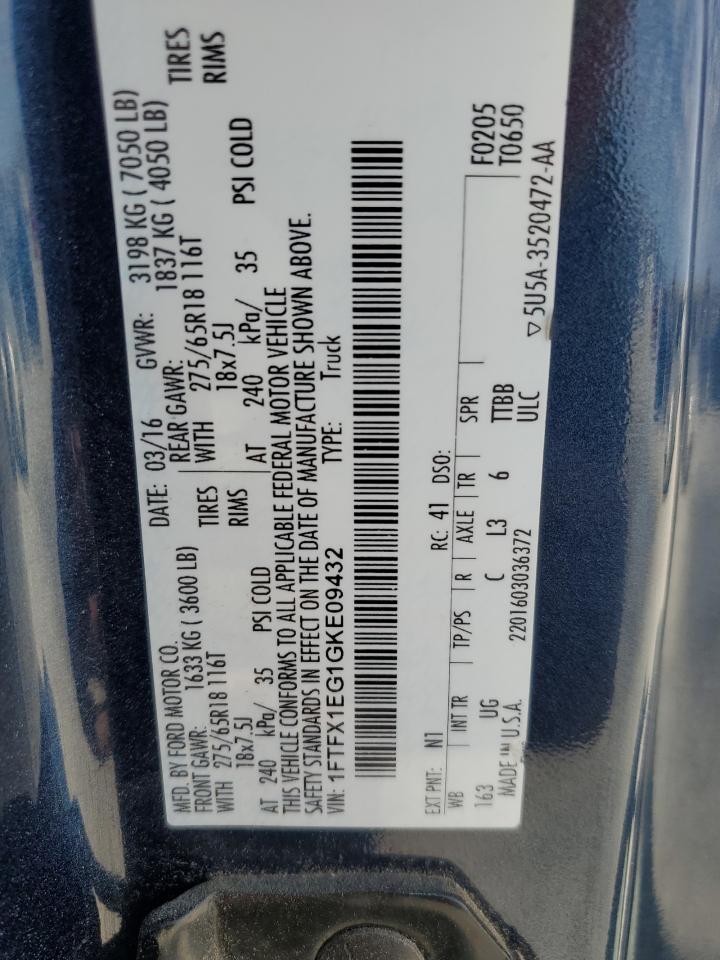 MFD. BY FORD MOTOR CO.
DATE: 03/16 GVWR: 3198 KG ( 7050 LB)
FRONT GAWR: 1633 KG ( 3600 LB) REAR GAWR: 1837 KG ( 4050 LB)
WITH 275/65R18 116T TIRES WITH 275/65R18 116T TIRES
18x7.5J RIMS 18x7.5J RIMS
AT 240 kPa/ 35 PSI COLD AT 240 kPa/ 35 PSI COLD
THIS VEHICLE CONFORMS TO ALL APPLICABLE FEDERAL MOTOR VEHICLE
SAFETY STANDARDS IN EFFECT ON THE DATE OF MANUFACTURE SHOWN ABOVE.
VIN: 1FTFX1EG1GKE09432 TYPE: Truck
EXT PNT: N1 RC: 41 DSO: F0205
T0650
WB INT TR TP/PS R AXLE TR SPR
163 UG C L3 6 TTBB
ULC
MADE IN U.S.A. 2201603036372 ▽5U5A-3520472-AA